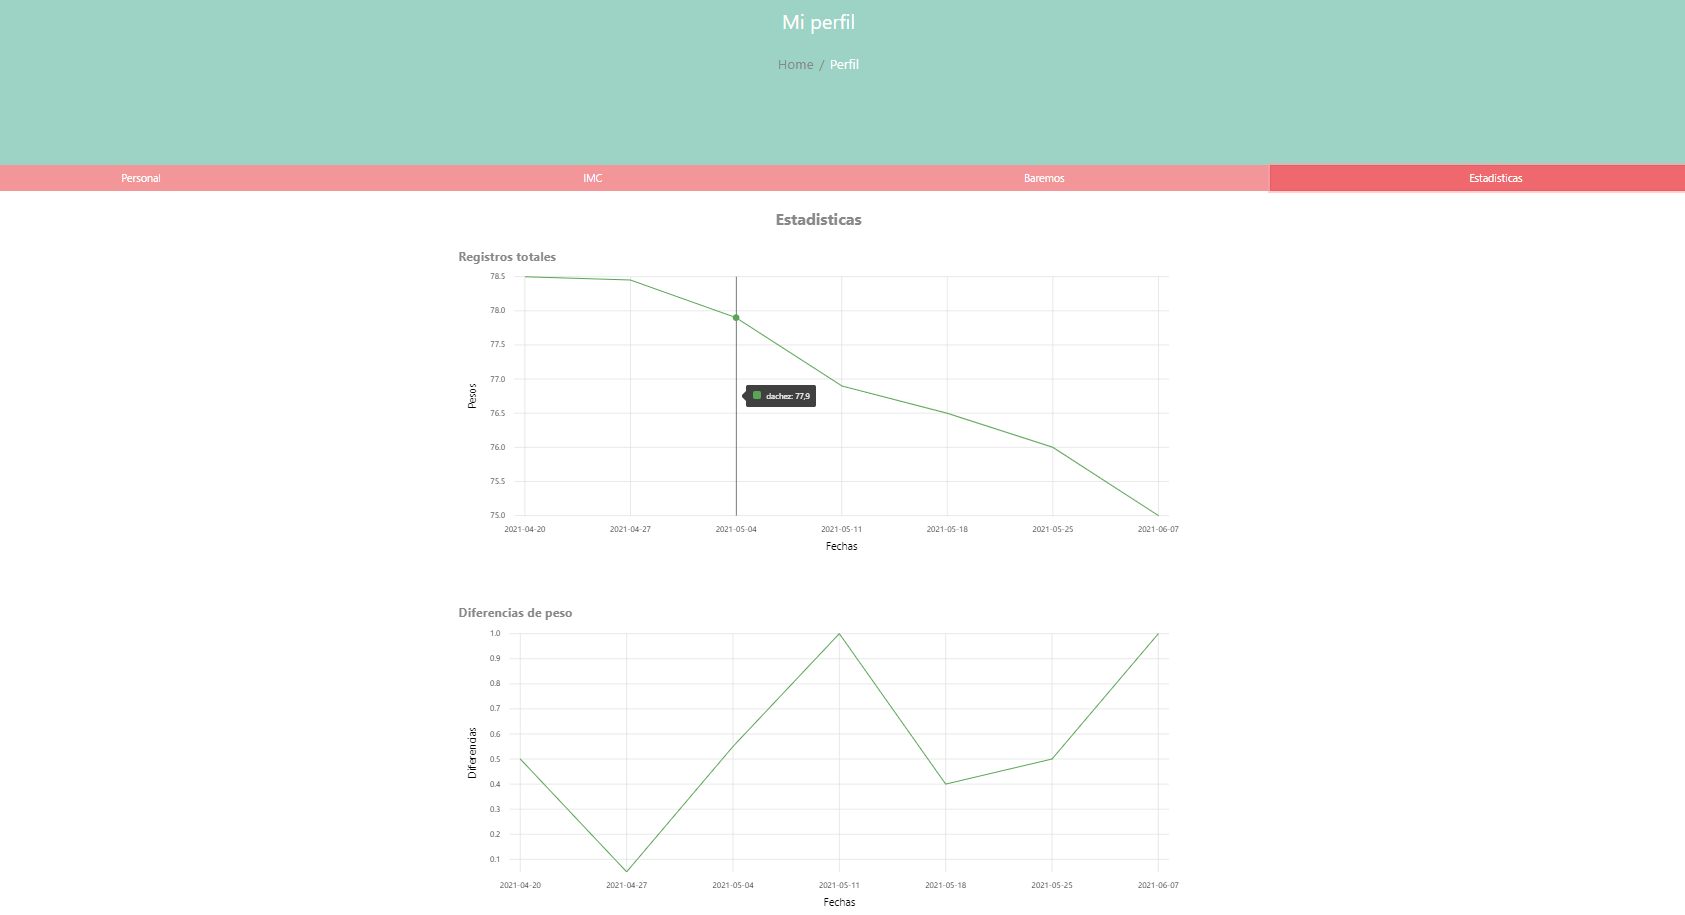 Mi perfil
Home / Perfil
Personal
IMC
Baremos
Estadísticas
Estadisticas
Registros totales
78.5
78.0
77.5
77.0
76.5
76.0
75.5
75.0
Pesos
dachez: 77,9
2021-04-20 2021-04-27 2021-05-04 2021-05-11 2021-05-18 2021-05-25 2021-06-07
Fechas
Diferencias de peso
1.0
0.9
0.8
0.7
0.6
0.5
0.4
0.3
0.2
0.1
Diferencias
2021-04-20 2021-04-27 2021-05-04 2021-05-11 2021-05-18 2021-05-25 2021-06-07
Fechas